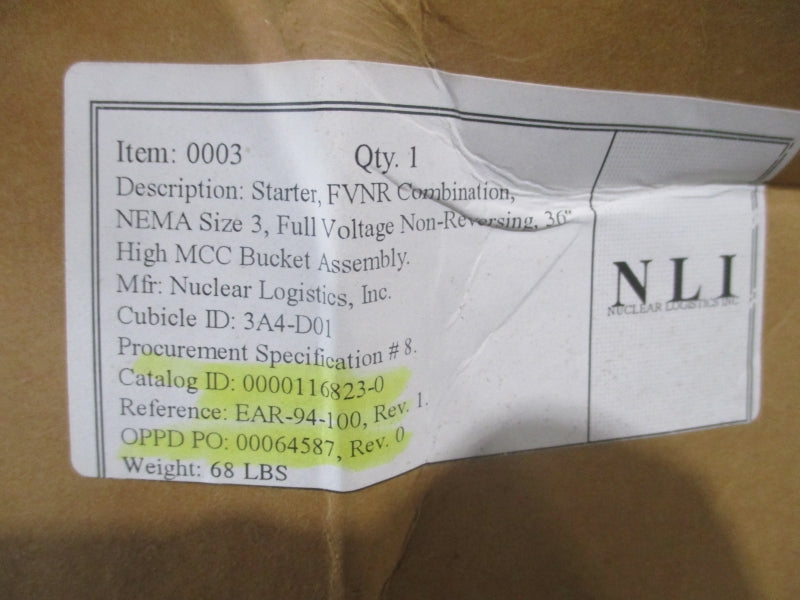 Item: 0003 Qty. 1
Description: Starter, FVNR Combination,
NEMA Size 3, Full Voltage Non-Reversing, 36"
High MCC Bucket Assembly.
Mfr: Nuclear Logistics, Inc.
Cubicle ID: 3A4-D01
Procurement Specification # 8.
Catalog ID: 0000116823-0
Reference: EAR-94-100, Rev. 1.
OPPD PO: 00064587, Rev. 0
Weight: 68 LBS
NLI
NUCLEAR LOGISTICS INC